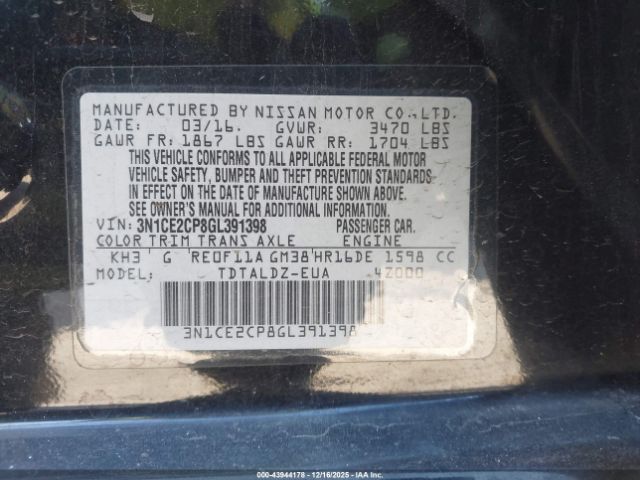 MANUFACTURED BY NISSAN MOTOR CO.,LTD.
DATE: 03/16. GVWR: 3470 LBS
GAWR FR: 1867 LBS GAWR RR: 1704 LBS
THIS VEHICLE CONFORMS TO ALL APPLICABLE FEDERAL MOTOR
VEHICLE SAFETY, BUMPER AND THEFT PREVENTION STANDARDS
IN EFFECT ON THE DATE OF MANUFACTURE SHOWN ABOVE.
SEE OWNER'S MANUAL FOR ADDITIONAL INFORMATION.
VIN: 3N1CE2CP8GL391398 PASSENGER CAR.
COLOR TRIM TRANS AXLE ENGINE
KH3 G RE0F11A GM38 HR16DE 1598 CC
MODEL: TDTALDZ-EUA 4Z000
3N1CE2CP8GL391398
000-43944178 - 12/16/2025 - IAA Inc.